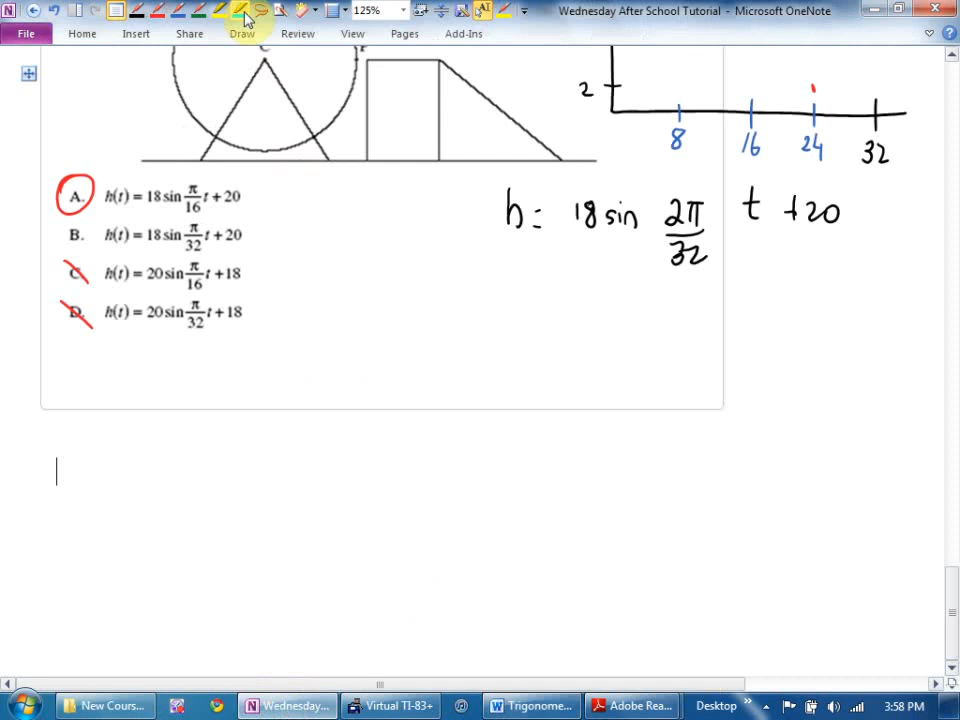 125%
Wednesday After School Tutorial - Microsoft OneNote
File Home Insert Share Draw Review View Pages Add-Ins
2
8 16 24 32
A. h(t) = 18 sin π/16 t + 20
B. h(t) = 18 sin π/32 t + 20
C. h(t) = 20 sin π/16 t + 18
D. h(t) = 20 sin π/32 t + 18
h = 18 sin 2π/32 t + 20
New Cours... Wednesday... Virtual TI-83+ Trigonome... Adobe Rea... Desktop 3:58 PM